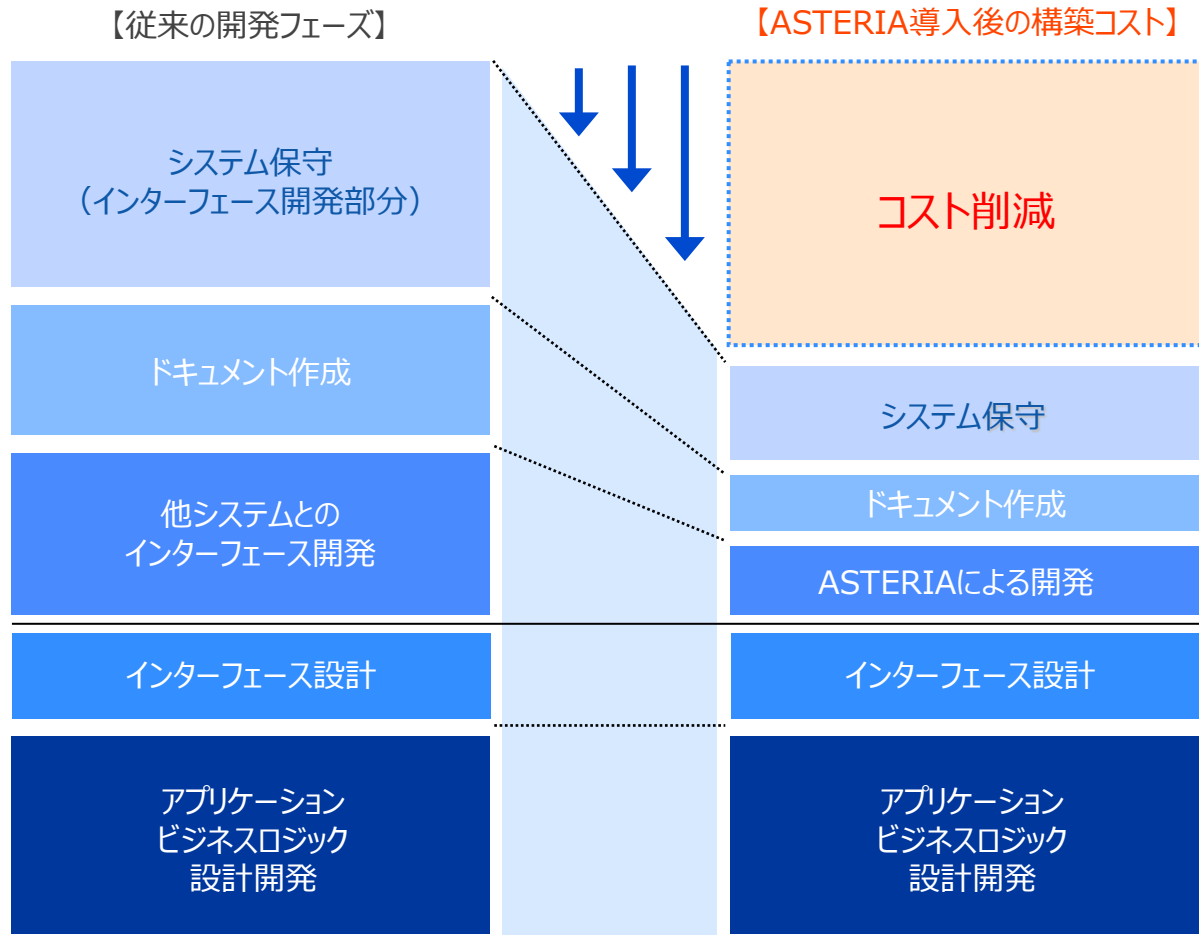 【従来の開発フェーズ】
システム保守
（インターフェース開発部分）
ドキュメント作成
他システムとの
インターフェース開発
インターフェース設計
アプリケーション
ビジネスロジック
設計開発
【ASTERIA導入後の構築コスト】
コスト削減
システム保守
ドキュメント作成
ASTERIAによる開発
インターフェース設計
アプリケーション
ビジネスロジック
設計開発